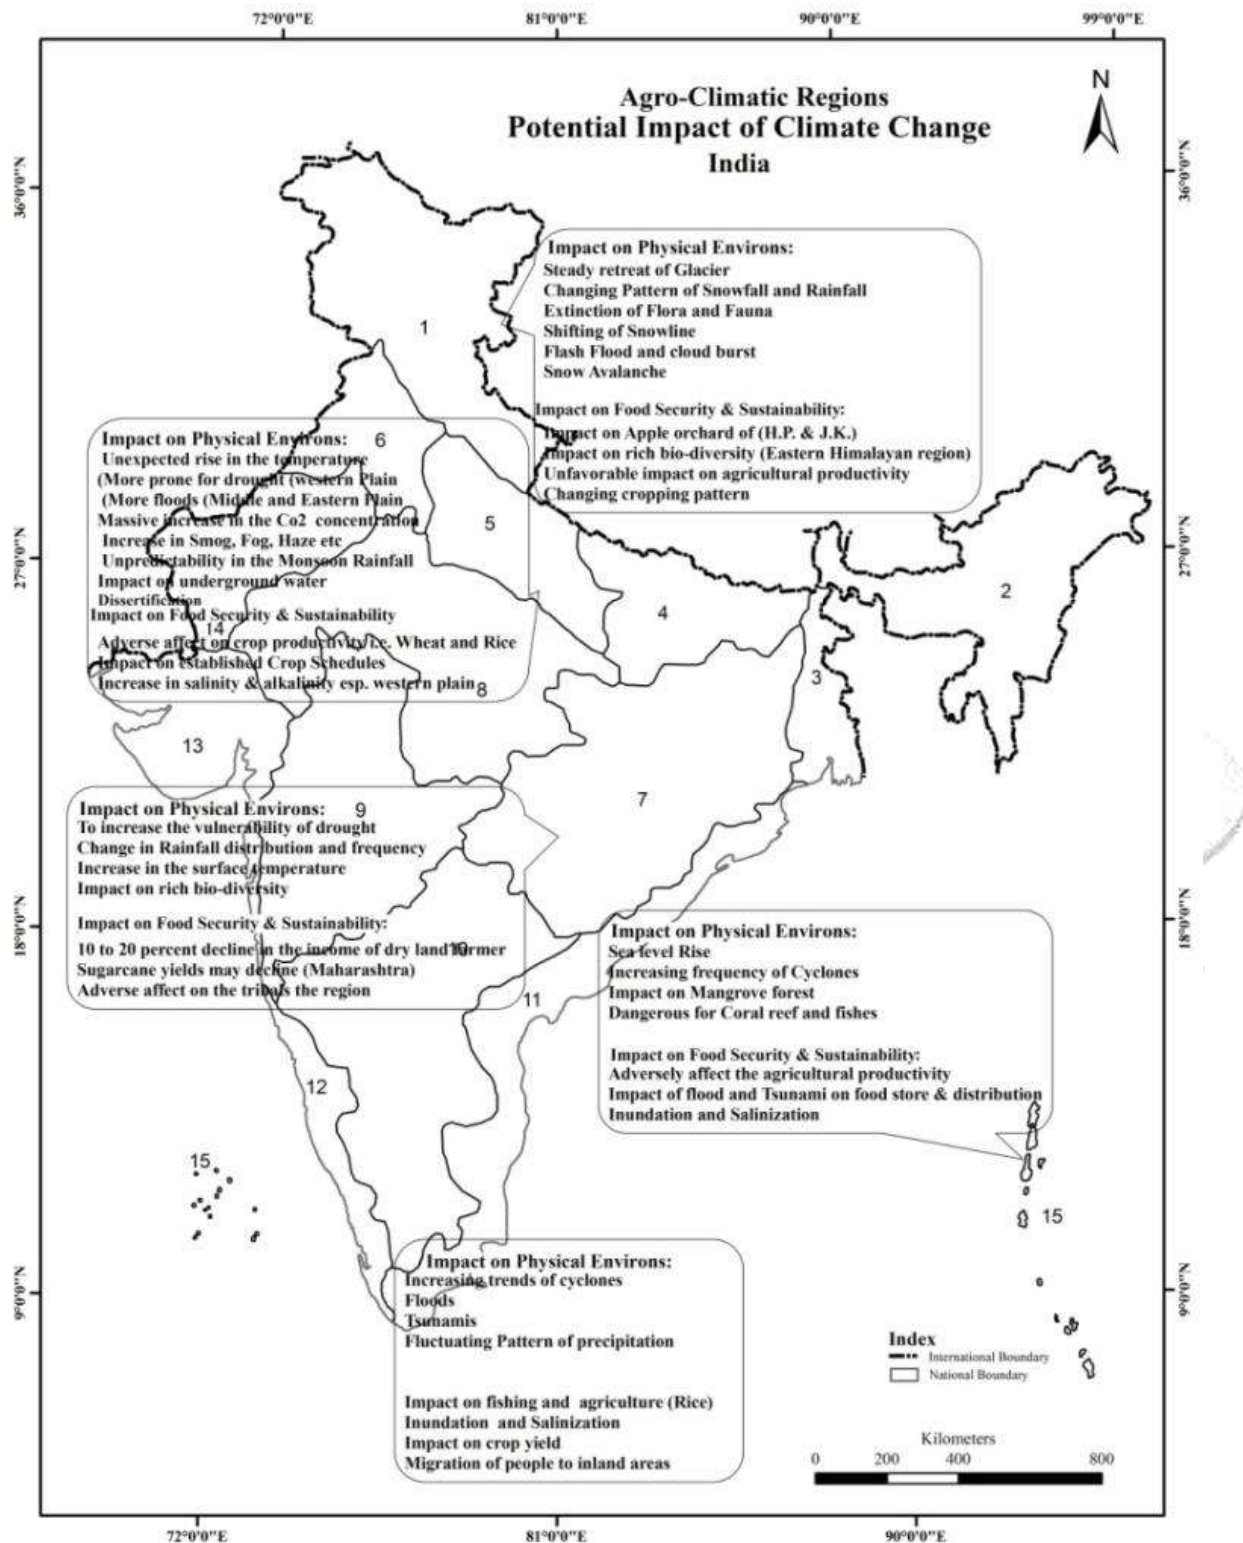 72°0'0"E 81°0'0"E 90°0'0"E 99°0'0"E
N
Agro-Climatic Regions
Potential Impact of Climate Change
India
36°0'0"N
36°0'0"N
Impact on Physical Environs:
Steady retreat of Glacier
Changing Pattern of Snowfall and Rainfall
Extinction of Flora and Fauna
Shifting of Snowline
Flash Flood and cloud burst
Snow Avalanche
Impact on Food Security & Sustainability:
Impact on Apple orchard of (H.P. & J.K.)
Impact on rich bio-diversity (Eastern Himalayan region)
Unfavorable impact on agricultural productivity
Changing cropping pattern
1
6
Impact on Physical Environs:
Unexpected rise in the temperature
(More prone for drought (western Plain
(More floods (Middle and Eastern Plain
Massive increase in the Co2 concentration
Increase in Smog, Fog, Haze etc
Unpredictability in the Monsoon Rainfall
Impact on underground water
Dissertification
Impact on Food Security & Sustainability
Adverse affect on crop productivity i.e. Wheat and Rice
Impact on established Crop Schedules
Increase in salinity & alkalinity esp. western plain
5
27°0'0"N
27°0'0"N
2
4
14
3
8
13
7
9
Impact on Physical Environs:
To increase the vulnerability of drought
Change in Rainfall distribution and frequency
Increase in the surface temperature
Impact on rich bio-diversity
Impact on Food Security & Sustainability:
10 to 20 percent decline in the income of dry land farmer
Sugarcane yields may decline (Maharashtra)
Adverse affect on the tribals the region
18°0'0"N
18°0'0"N
10
11
Impact on Physical Environs:
Sea level Rise
Increasing frequency of Cyclones
Impact on Mangrove forest
Dangerous for Coral reef and fishes
Impact on Food Security & Sustainability:
Adversely affect the agricultural productivity
Impact of flood and Tsunami on food store & distribution
Inundation and Salinization
12
15
15
Impact on Physical Environs:
Increasing trends of cyclones
Floods
Tsunamis
Fluctuating Pattern of precipitation
Impact on fishing and agriculture (Rice)
Inundation and Salinization
Impact on crop yield
Migration of people to inland areas
9°0'0"N
9°0'0"N
Index
International Boundary
National Boundary
Kilometers
0 200 400 800
72°0'0"E 81°0'0"E 90°0'0"E